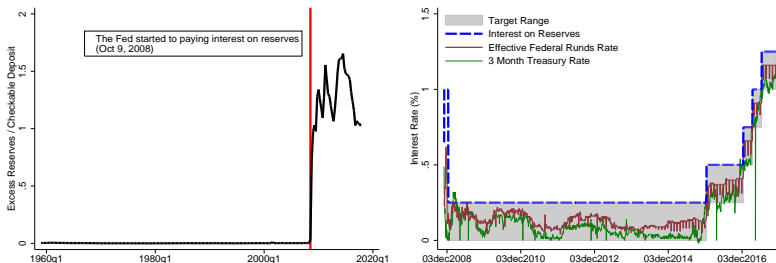 The Fed started to paying interest on reserves
(Oct 9, 2008)
Excess Reserves / Checkable Deposit
0
.5
1
1.5
2
1960q1
1980q1
2000q1
2020q1
Target Range
Interest on Reserves
Effective Federal Runds Rate
3 Month Treasury Rate
Interest Rate (%)
0
.5
1
1.5
03dec2008
03dec2010
03dec2012
03dec2014
03dec2016